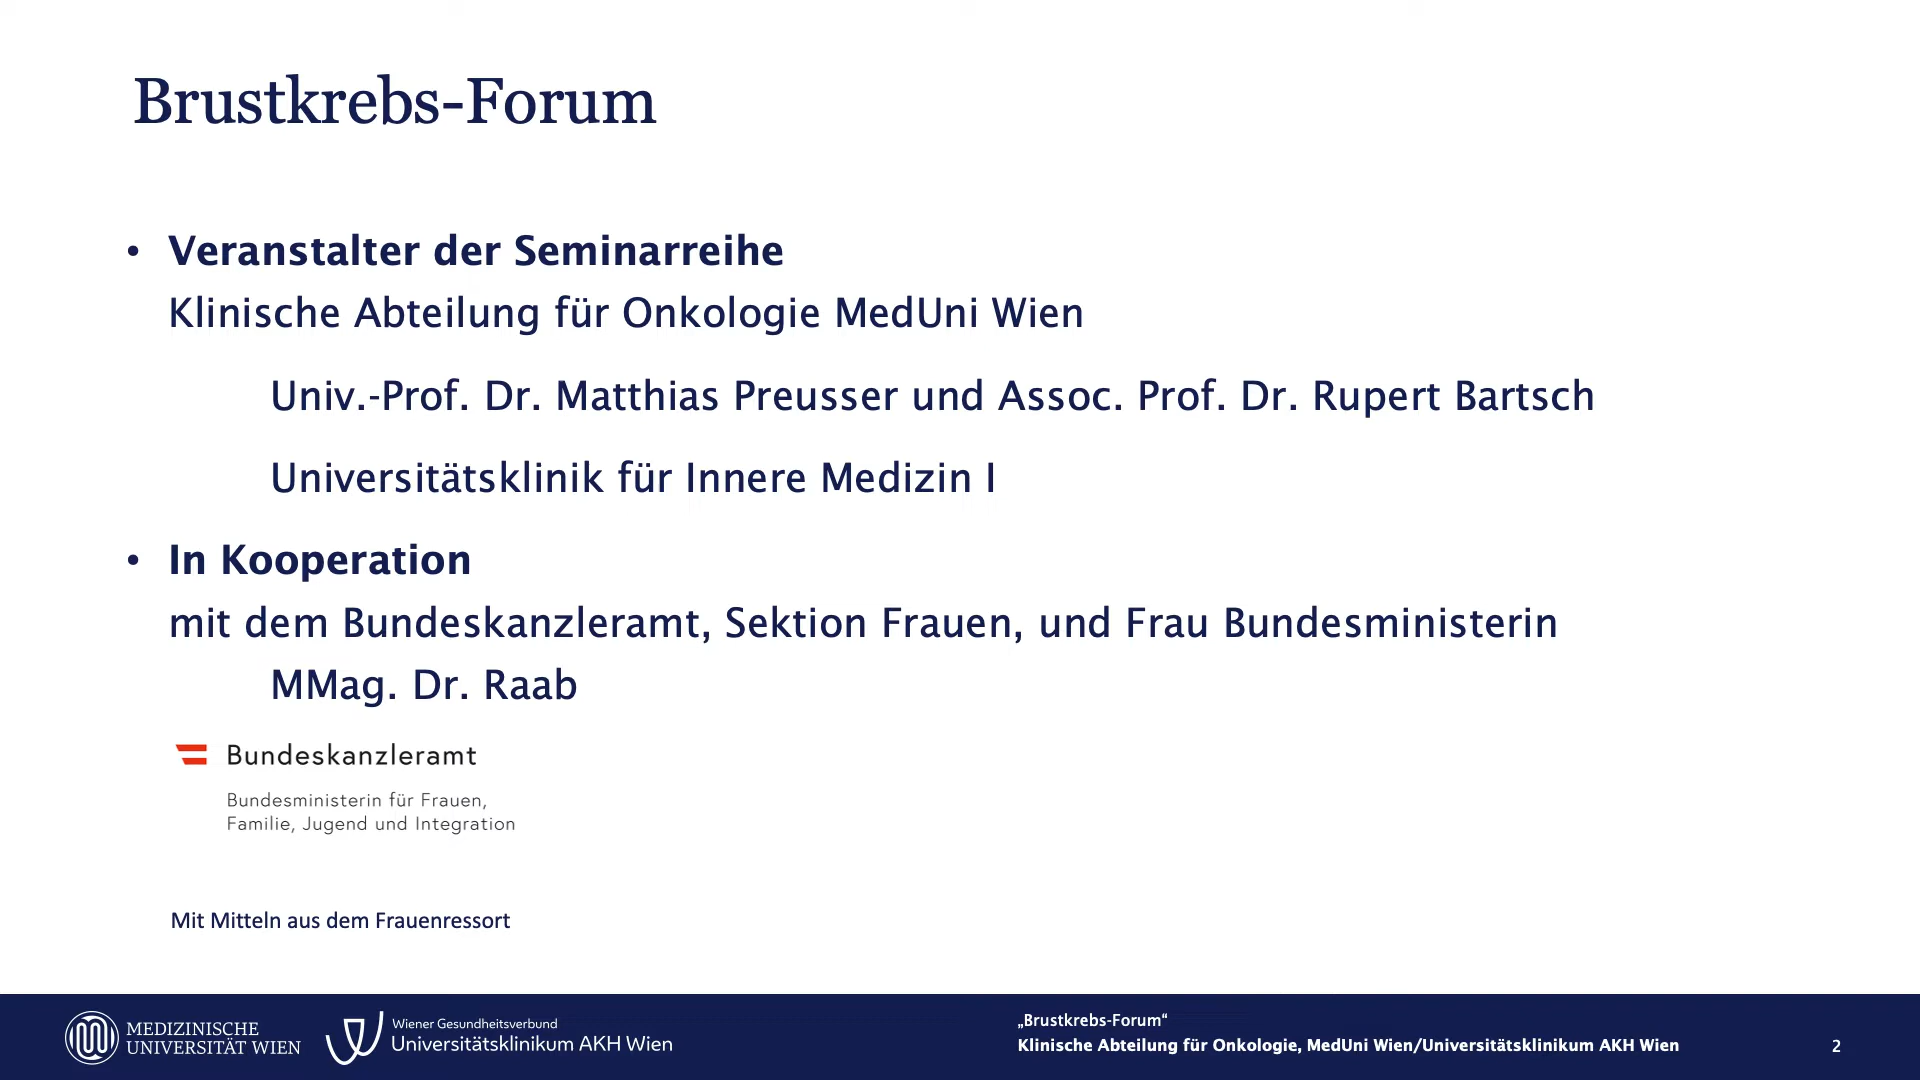 Brustkrebs-Forum
• Veranstalter der Seminarreihe
Klinische Abteilung für Onkologie MedUni Wien
Univ.-Prof. Dr. Matthias Preusser und Assoc. Prof. Dr. Rupert Bartsch
Universitätsklinik für Innere Medizin I
• In Kooperation
mit dem Bundeskanzleramt, Sektion Frauen, und Frau Bundesministerin
MMag. Dr. Raab
Bundeskanzleramt
Bundesministerin für Frauen,
Familie, Jugend und Integration
Mit Mitteln aus dem Frauenressort
MEDIZINISCHE
UNIVERSITÄT WIEN
Wiener Gesundheitsverbund
Universitätsklinikum AKH Wien
„Brustkrebs-Forum“
Klinische Abteilung für Onkologie, MedUni Wien/Universitätsklinikum AKH Wien
2